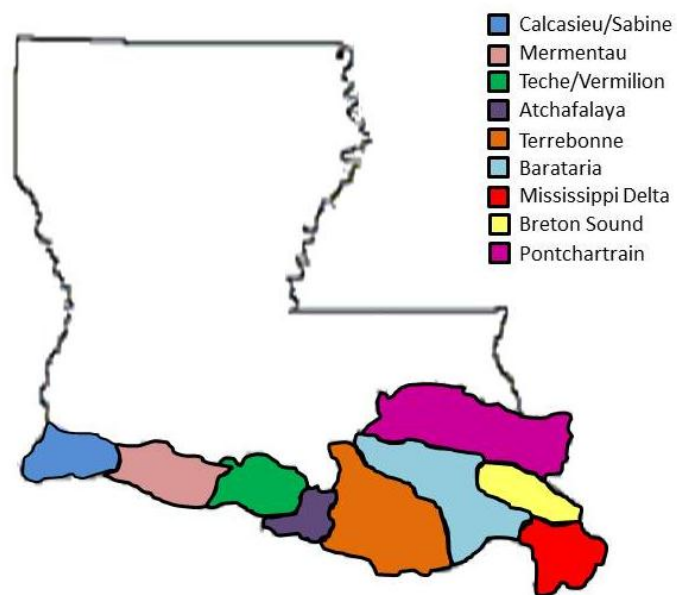 Calcasieu/Sabine
Mermentau
Teche/Vermilion
Atchafalaya
Terrebonne
Barataria
Mississippi Delta
Breton Sound
Pontchartrain